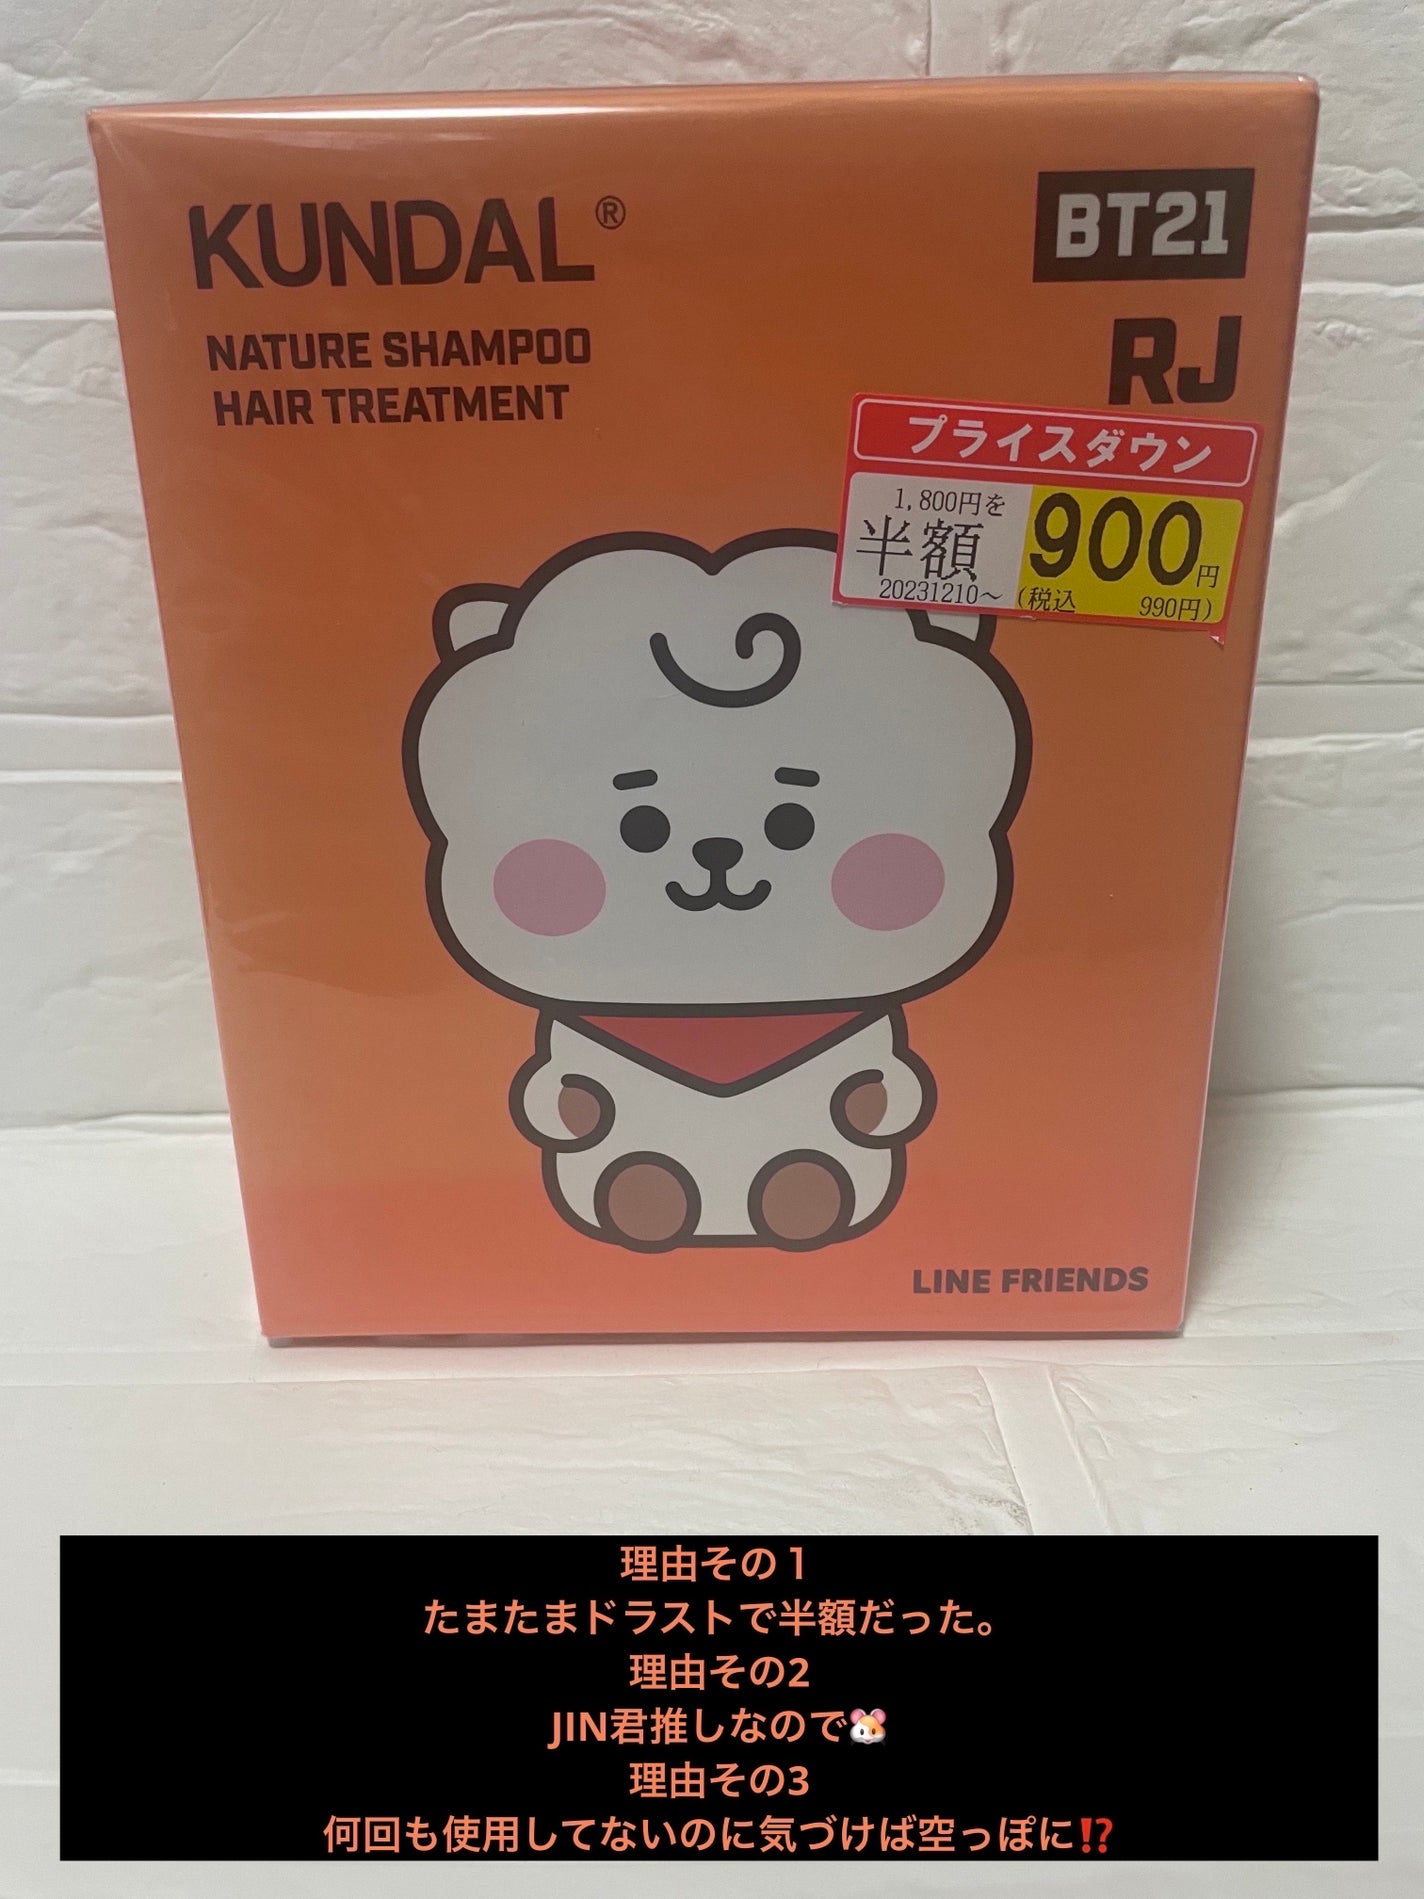 KUNDAL®
NATURE SHAMPOO
HAIR TREATMENT
BT21
RJ
プライスダウン
1,800円を
半額
20231210～
900円
(税込 990円)
LINE FRIENDS
理由その１
たまたまドラストで半額だった。
理由その2
JIN君推しなので🐹
理由その3
何回も使用してないのに気づけば空っぽに⁉️